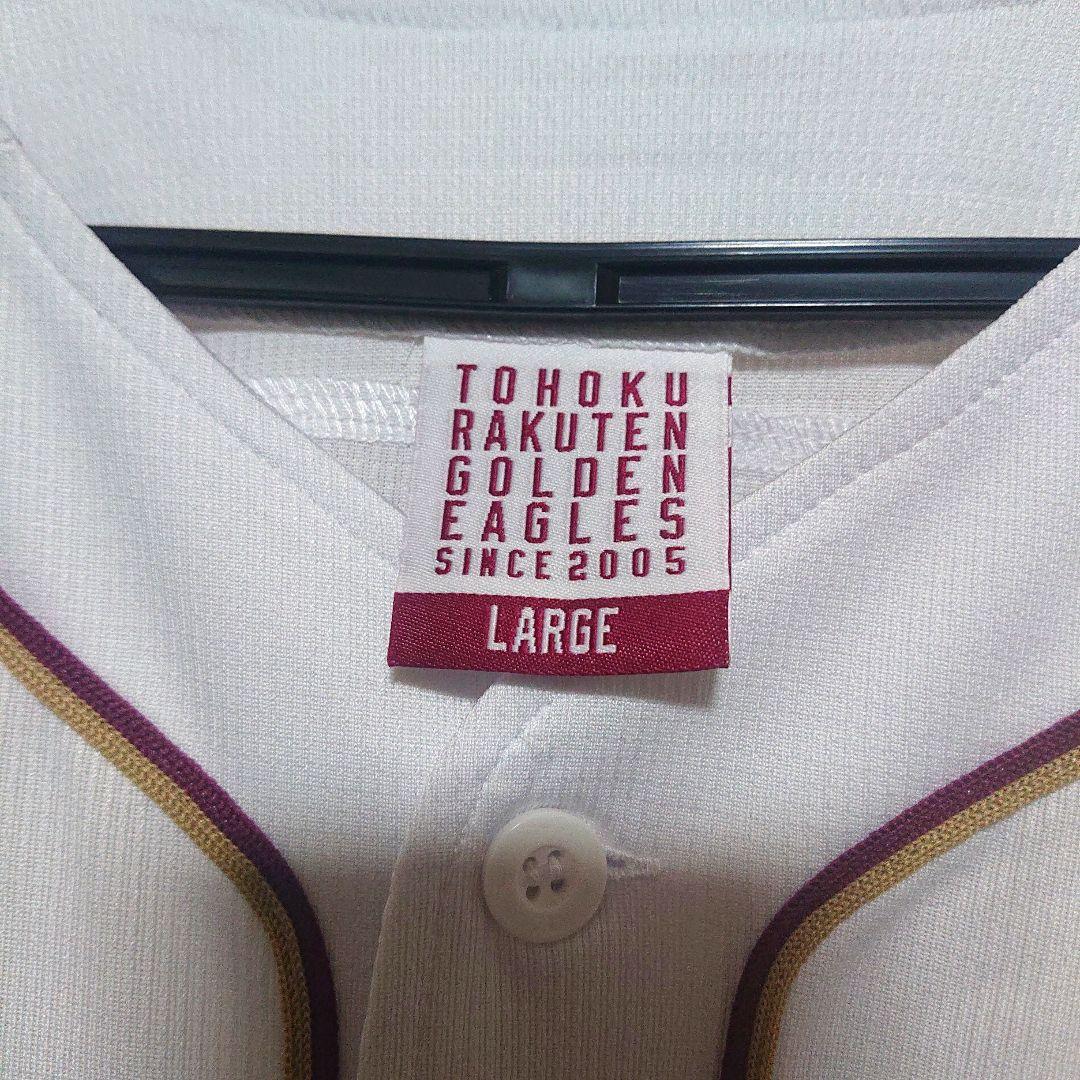 TOHOKU
RAKUTEN
GOLDEN
EAGLES
SINCE 2005
LARGE